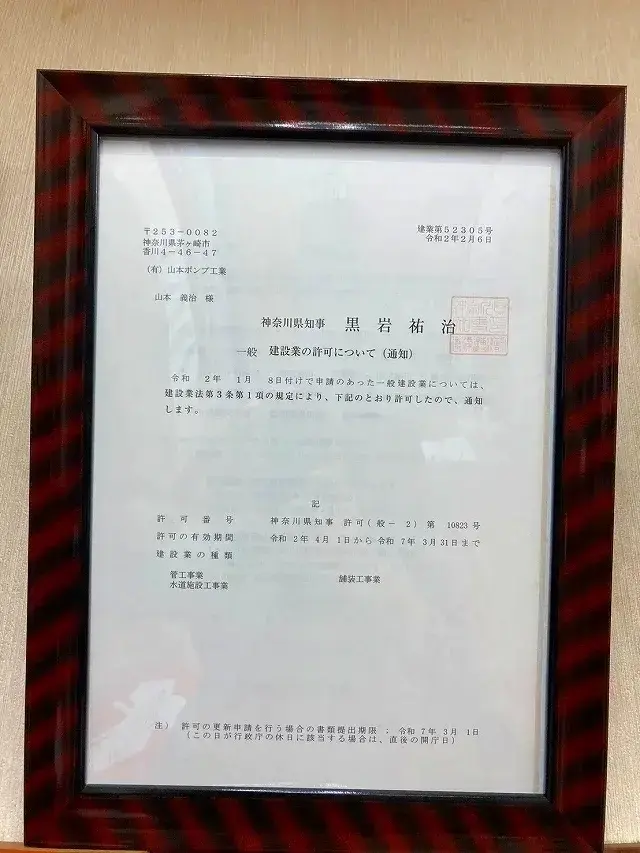 建業第52305号
令和2年2月6日
〒253-0082
神奈川県茅ヶ崎市
香川4-46-47
(有)山本ポンプ工業
山本 義治 様
神奈川県知事 黒岩祐治
一般 建設業の許可について(通知)
令和 2年 1月 8日付けで申請のあった一般建設業については、
建設業法第3条第1項の規定により、下記のとおり許可したので、通知
します。
記
許可番号 神奈川県知事 許可(般-2)第 10823号
許可の有効期間 令和 2年 4月 1日から 令和 7年 3月31日まで
建設業の種類
管工事業 舗装工事業
水道施設工事業
注) 許可の更新申請を行う場合の書類提出期限 : 令和 7年 3月 1日
(この日が行政庁の休日に該当する場合は、直後の開庁日)